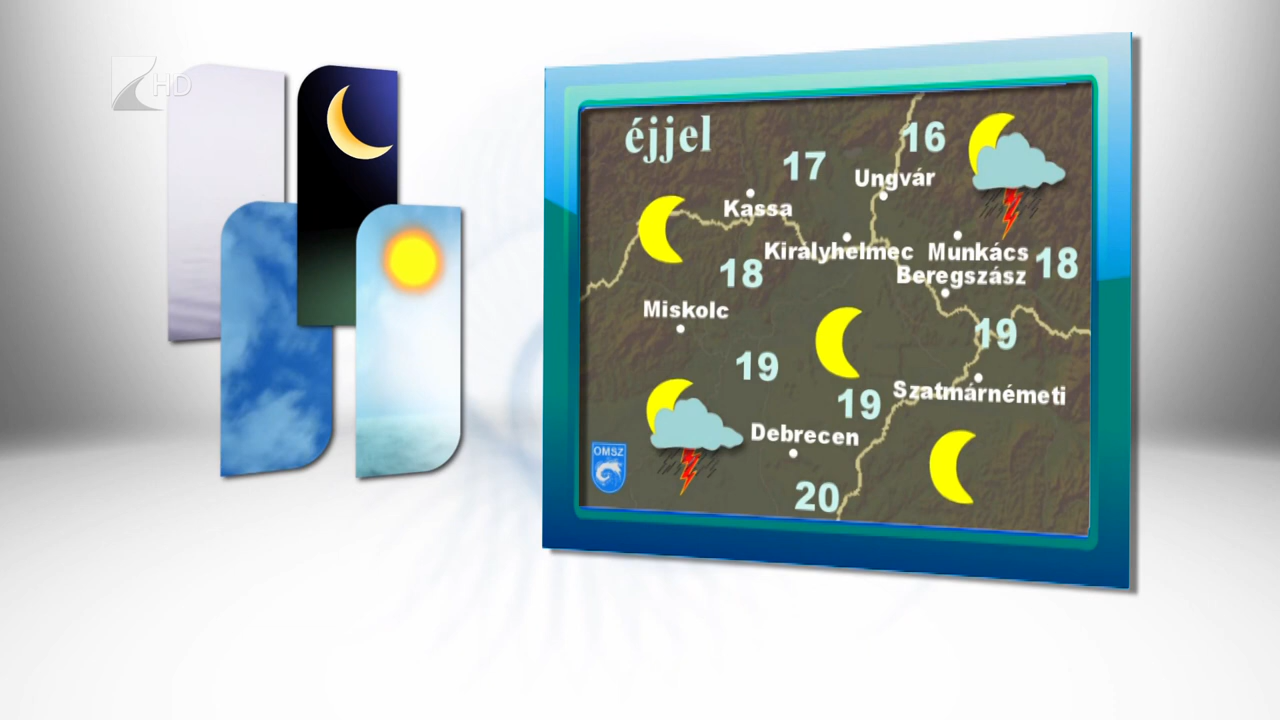 HD
éjjel
16
17
Ungvár
Kassa
Királyhelmec
Munkács
18
18
Beregszász
Miskolc
19
19
19
Szatmárnémeti
Debrecen
OMSZ
20